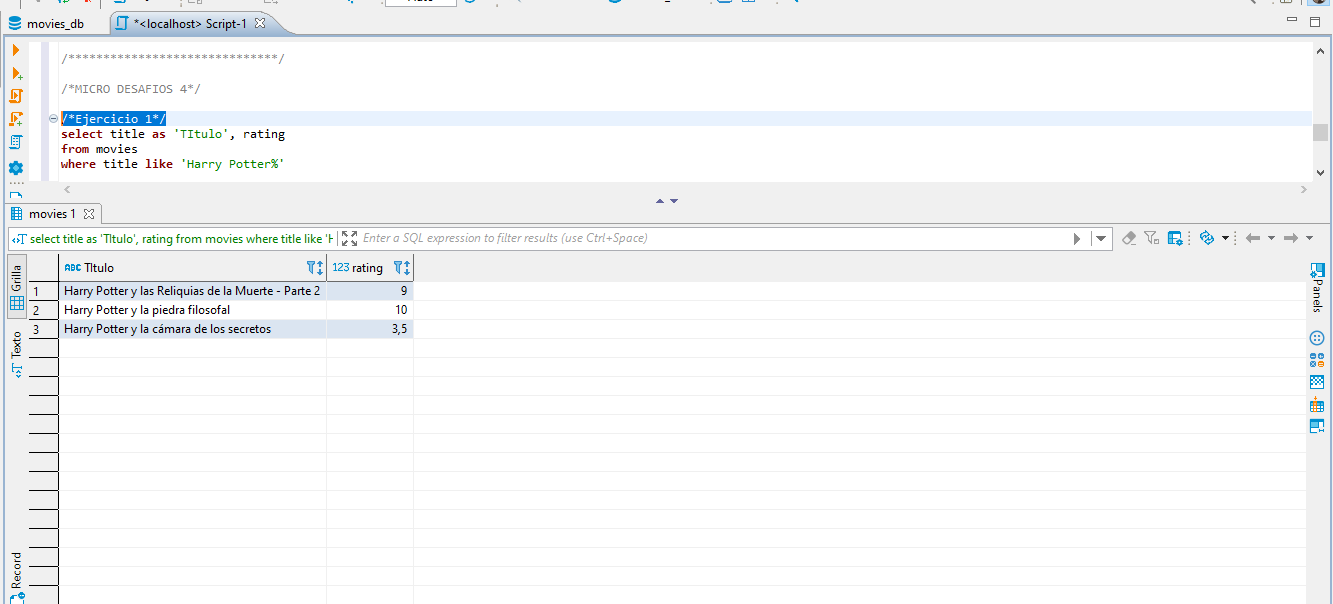 movies_db
*<localhost> Script-1
/******************************/
/*MICRO DESAFIOS 4*/
/*Ejercicio 1*/
select title as 'TItulo', rating
from movies
where title like 'Harry Potter%'
movies 1
select title as 'TItulo', rating from movies where title like 'H
Enter a SQL expression to filter results (use Ctrl+Space)
Grilla
Texto
Record
ABC TItulo
123 rating
1 Harry Potter y las Reliquias de la Muerte - Parte 2 9
2 Harry Potter y la piedra filosofal 10
3 Harry Potter y la cámara de los secretos 3,5
Panels